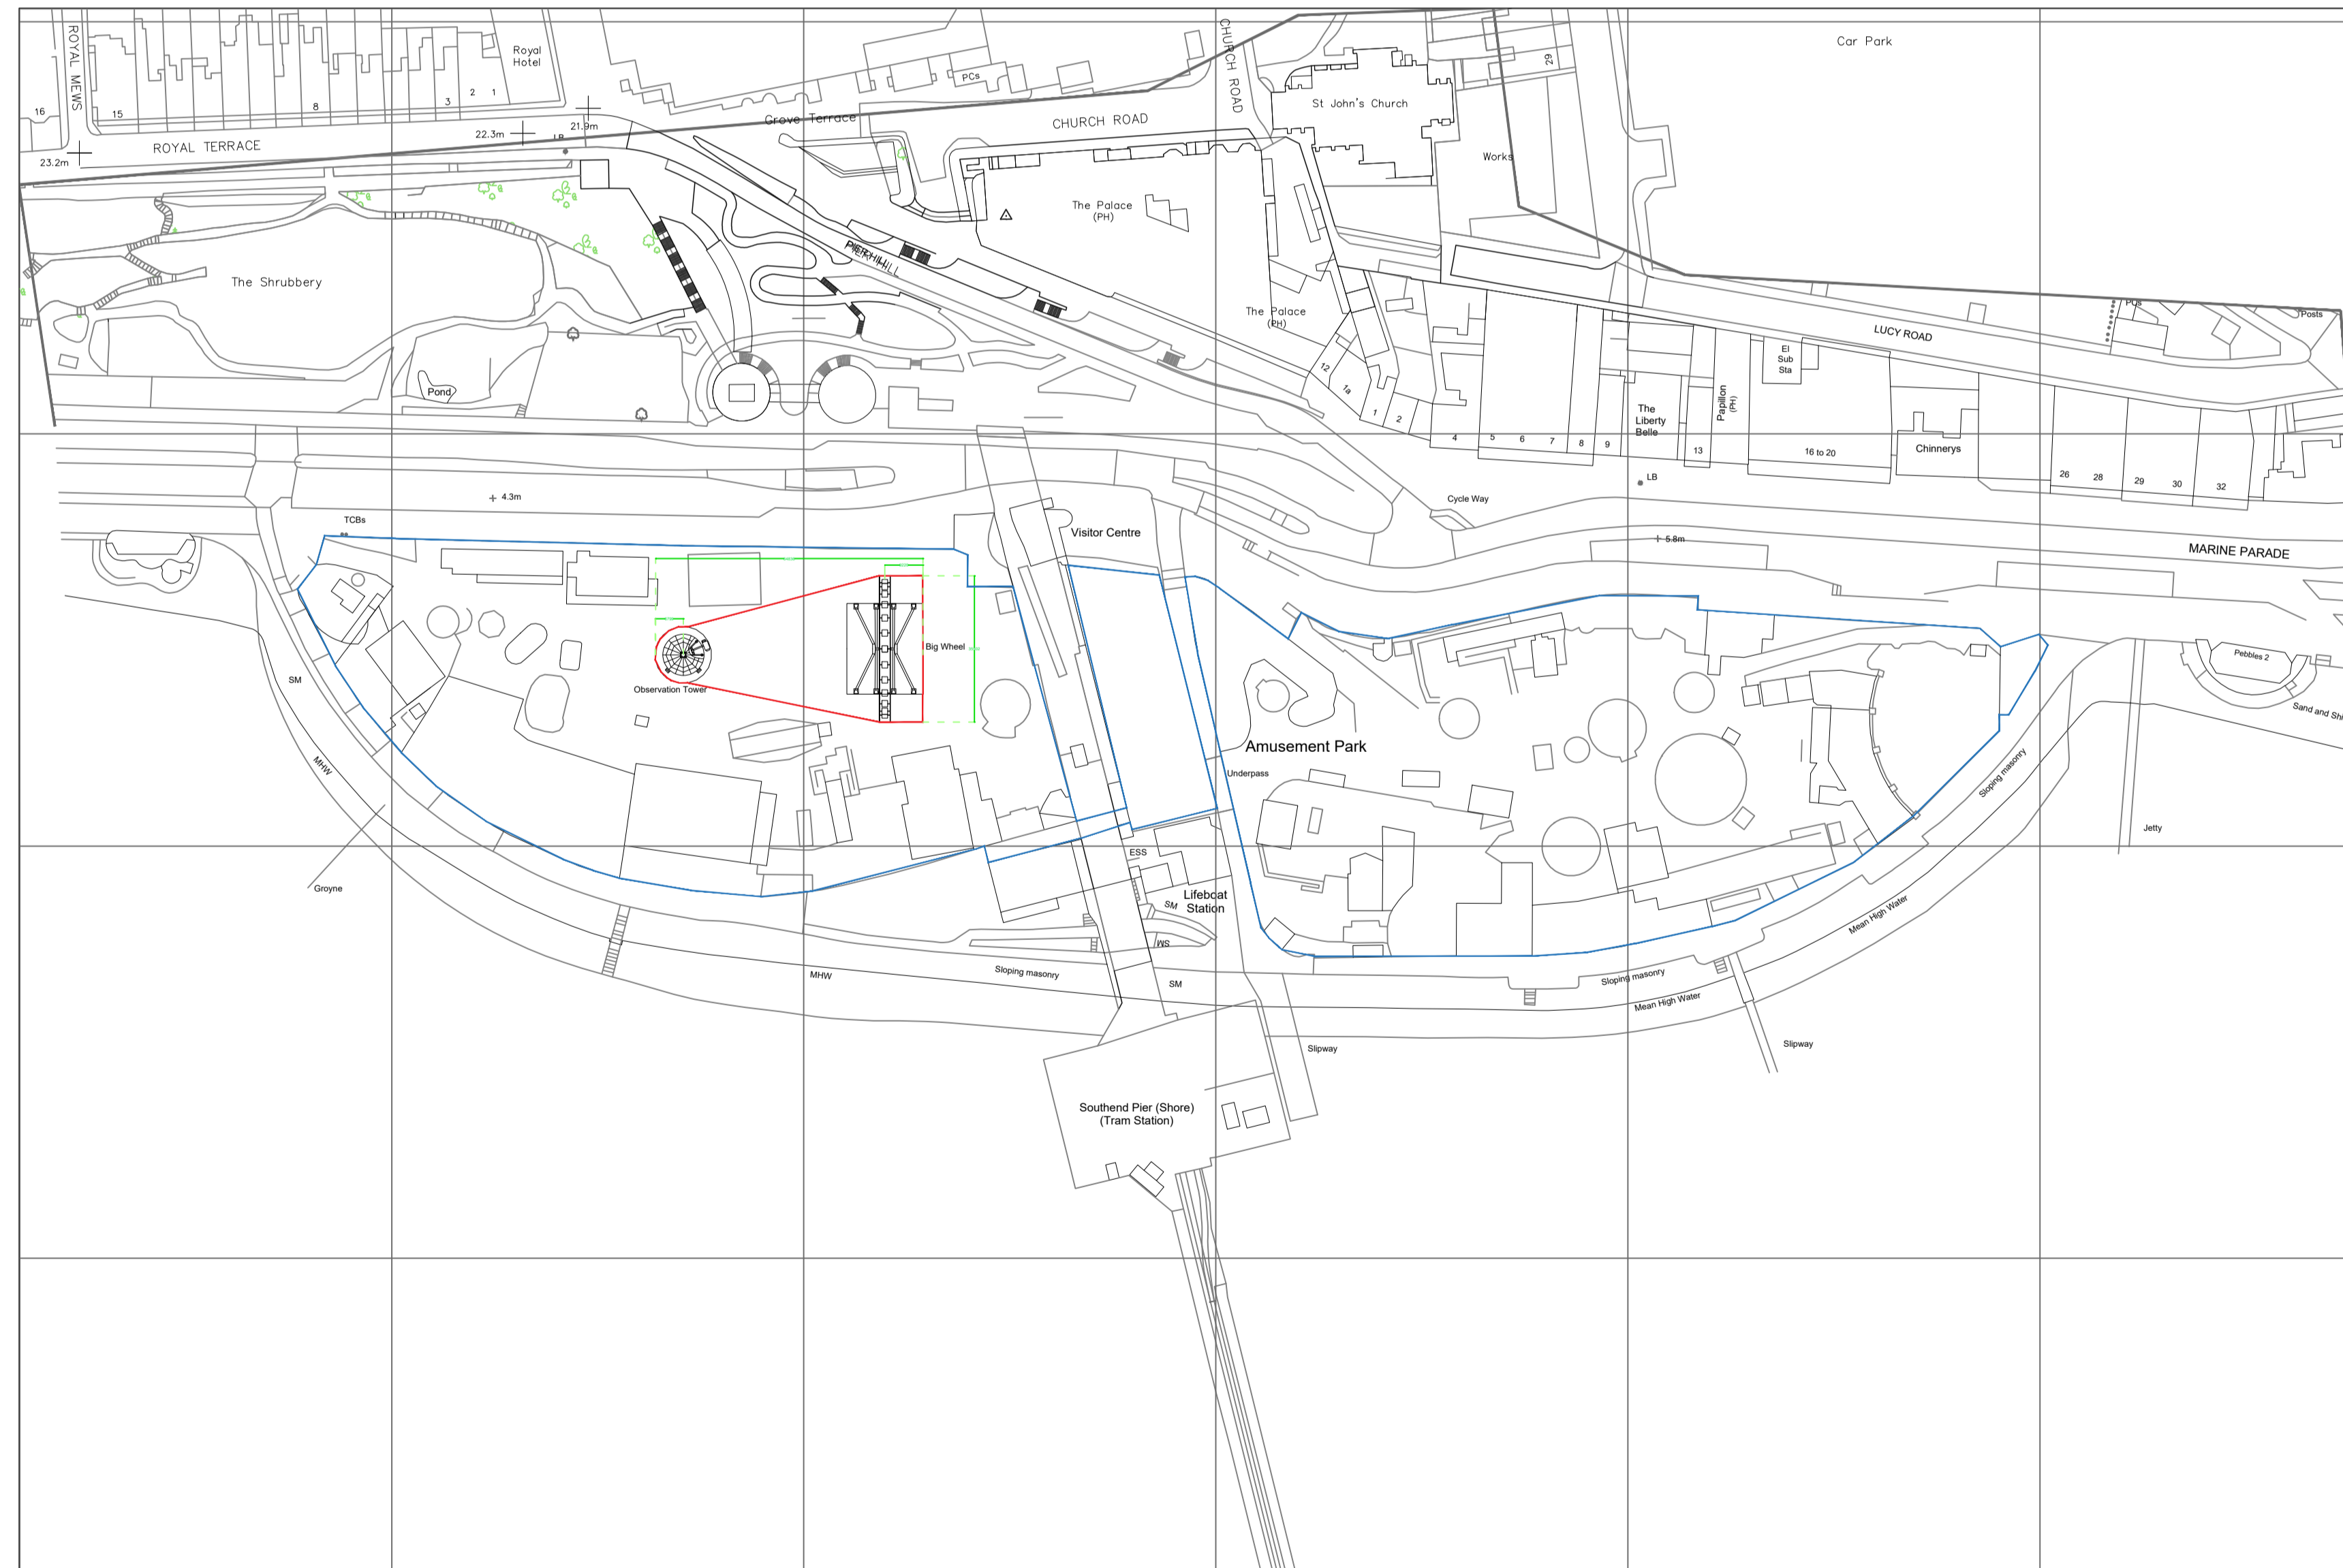 ROYAL MEWS
Royal
Hotel
CHURCH ROAD
29
Car Park
16
15
8
3
2
1
PCs
St John's Church
22.3m
21.9m
LB
Grove Terrace
CHURCH ROAD
23.2m
ROYAL TERRACE
Works
The Palace
(PH)
PIER HILL
PIER HILL
The Shrubbery
The Palace
(PH)
PCs
Posts
LUCY ROAD
El
Sub
Sta
12
1a
1
2
Pond
Papillon
(PH)
The
Liberty
Belle
4
5
6
7
8
9
13
16 to 20
Chinnerys
26
28
29
30
32
LB
4.3m
Cycle Way
TCBs
Visitor Centre
5.8m
MARINE PARADE
Big Wheel
Observation Tower
Pebbles 2
SM
Amusement Park
MHW
Underpass
Sloping masonry
Jetty
ESS
Groyne
Lifeboat
Station
SM
SM
Mean High Water
MHW
Sloping masonry
SM
Sloping masonry
Mean High Water
Slipway
Slipway
Southend Pier (Shore)
(Tram Station)